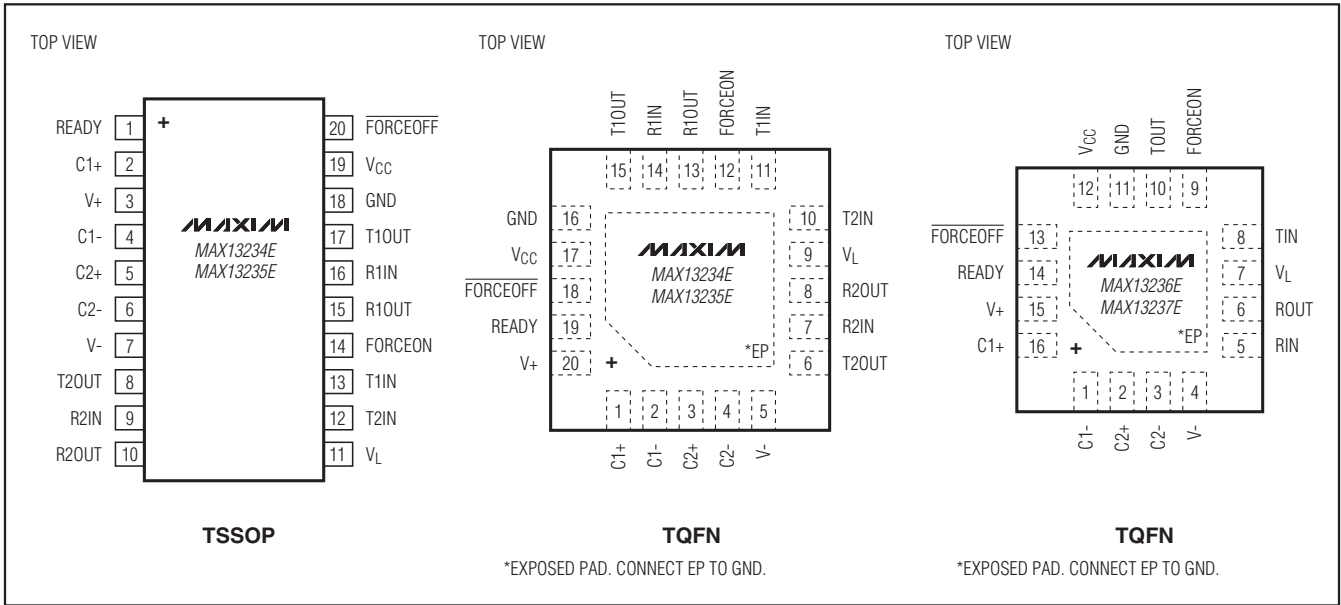 TOP VIEW
READY 1
C1+ 2
V+ 3
C1- 4
C2+ 5
C2- 6
V- 7
T2OUT 8
R2IN 9
R2OUT 10
+
MAXIM
MAX13234E
MAX13235E
20 FORCEOFF
19 VCC
18 GND
17 T1OUT
16 R1IN
15 R1OUT
14 FORCEON
13 T1IN
12 T2IN
11 VL
TSSOP
TOP VIEW
T1OUT R1IN R1OUT FORCEON T1IN
15 14 13 12 11
GND 16
VCC 17
FORCEOFF 18
READY 19
V+ 20
MAXIM
MAX13234E
MAX13235E
*EP
+
10 T2IN
9 VL
8 R2OUT
7 R2IN
6 T2OUT
1 2 3 4 5
C1+ C1- C2+ C2- V-
TQFN
*EXPOSED PAD. CONNECT EP TO GND.
TOP VIEW
VCC GND TOUT FORCEON
12 11 10 9
FORCEOFF 13
READY 14
V+ 15
C1+ 16
MAXIM
MAX13236E
MAX13237E
*EP
+
8 TIN
7 VL
6 ROUT
5 RIN
1 2 3 4
C1- C2+ C2- V-
TQFN
*EXPOSED PAD. CONNECT EP TO GND.